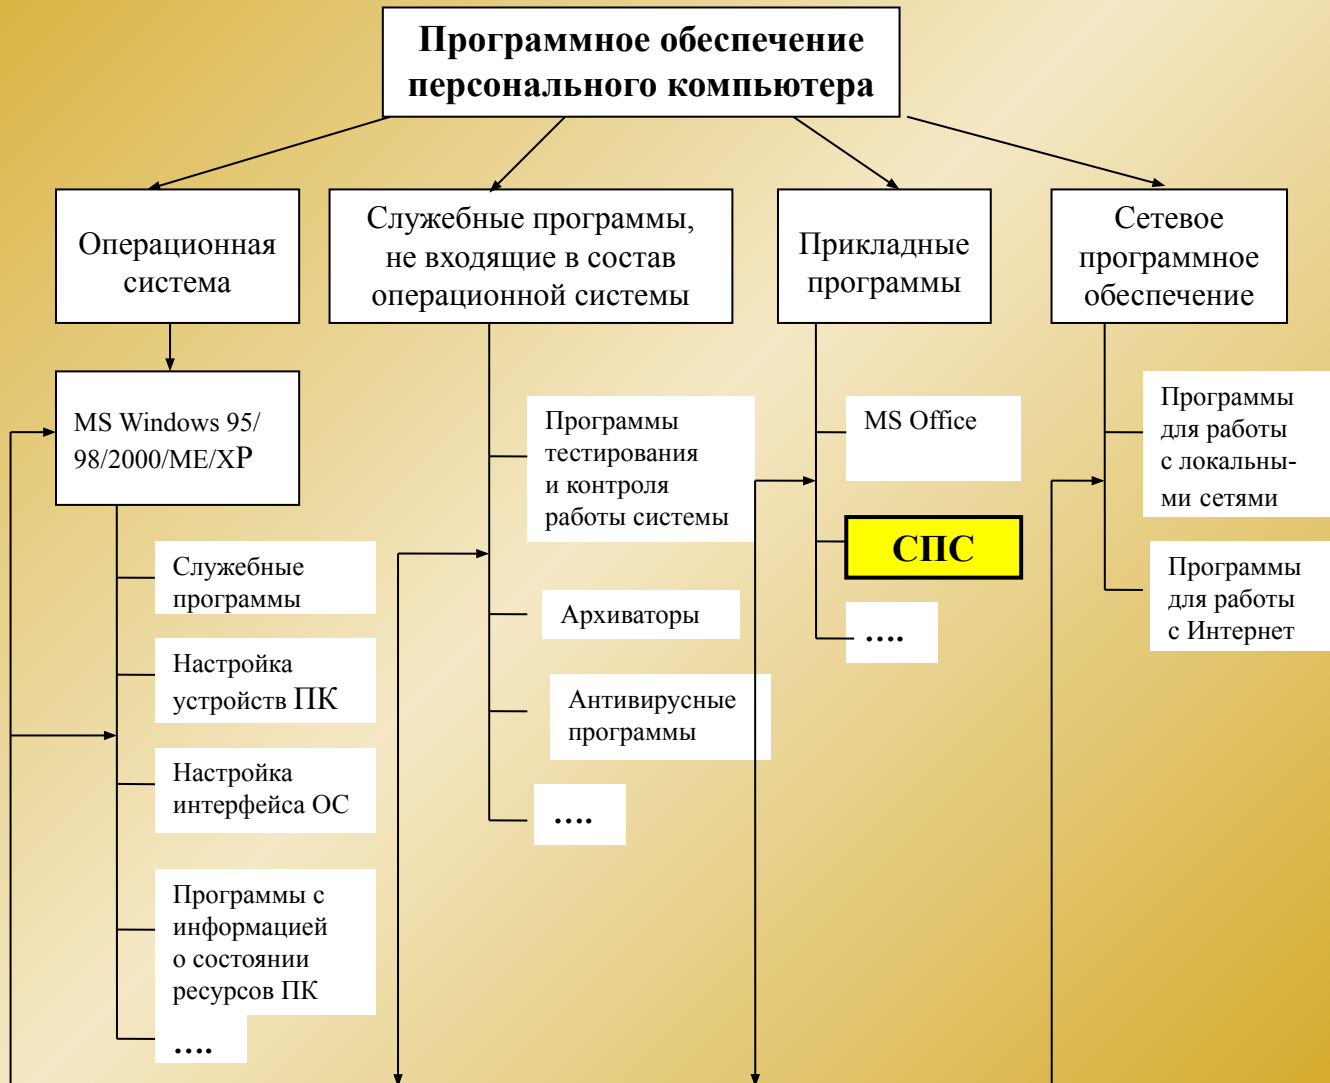 Программное обеспечение
персонального компьютера
Операционная
система
Служебные программы,
не входящие в состав
операционной системы
Прикладные
программы
Сетевое
программное
обеспечение
MS Windows 95/
98/2000/ME/XP
Служебные
программы
Настройка
устройств ПК
Настройка
интерфейса ОС
Программы с
информацией
о состоянии
ресурсов ПК
....
Программы
тестирования
и контроля
работы системы
Архиваторы
Антивирусные
программы
....
MS Office
СПС
....
Программы
для работы
с локальны-
ми сетями
Программы
для работы
с Интернет